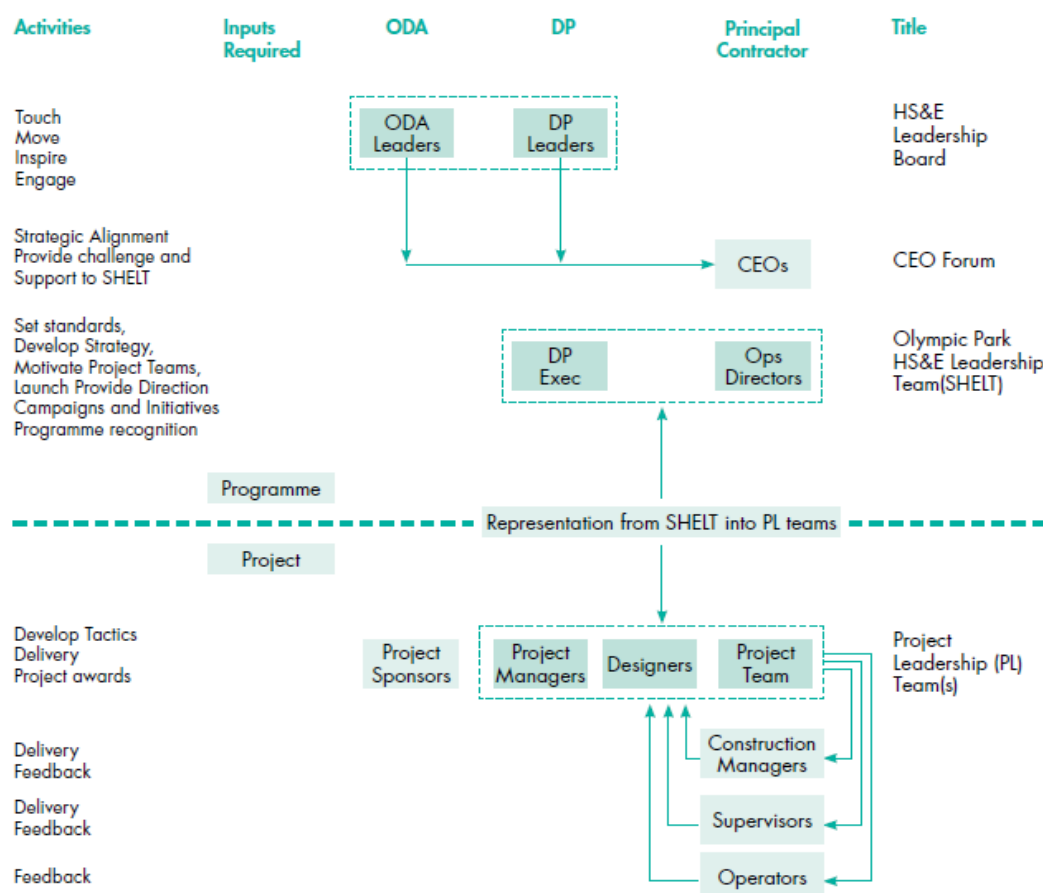 Activities
Inputs
Required
ODA
DP
Principal
Contractor
Title
Touch
Move
Inspire
Engage
ODA
Leaders
DP
Leaders
HS&E
Leadership
Board
Strategic Alignment
Provide challenge and
Support to SHELT
CEOs
CEO Forum
Set standards,
Develop Strategy,
Motivate Project Teams,
Launch Provide Direction
Campaigns and Initiatives
Programme recognition
DP
Exec
Ops
Directors
Olympic Park
HS&E Leadership
Team(SHELT)
Programme
Representation from SHELT into PL teams
Project
Develop Tactics
Delivery
Project awards
Project
Sponsors
Project
Managers
Designers
Project
Team
Project
Leadership (PL)
Team(s)
Delivery
Feedback
Construction
Managers
Delivery
Feedback
Supervisors
Feedback
Operators